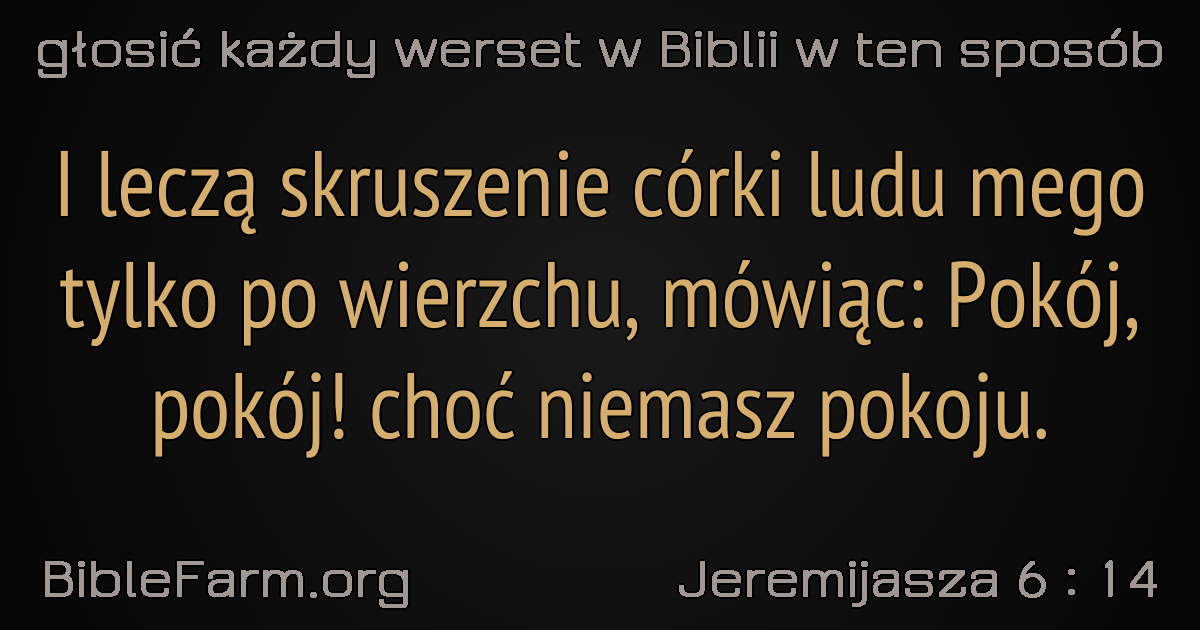 głosić każdy werset w Biblii w ten sposób
I leczą skruszenie córki ludu mego
tylko po wierzchu, mówiąc: Pokój,
pokój! choć niemasz pokoju.
BibleFarm.org
Jeremijasza 6 : 14